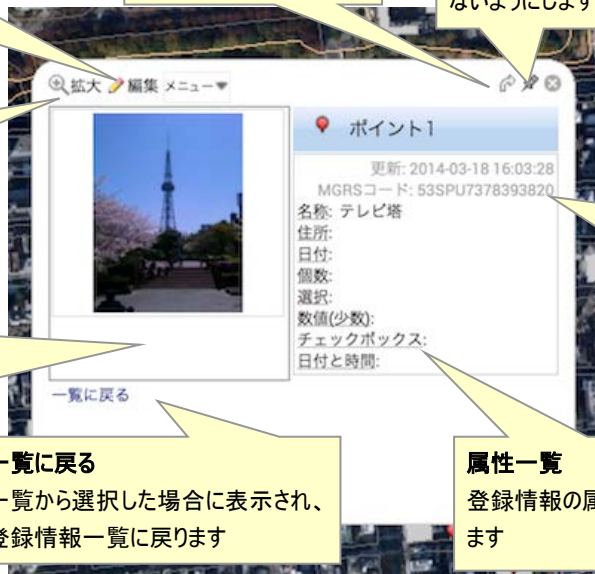 ないようにします
拡大 編集 メニュー▼
ポイント1
更新: 2014-03-18 16:03:28
MGRSコード: 53SPU7378393820
名称: テレビ塔
住所:
日付:
個数:
選択:
数値(少数):
チェックボックス:
日付と時間:
一覧に戻る
一覧に戻る
一覧から選択した場合に表示され、
登録情報一覧に戻ります
属性一覧
登録情報の属
ます